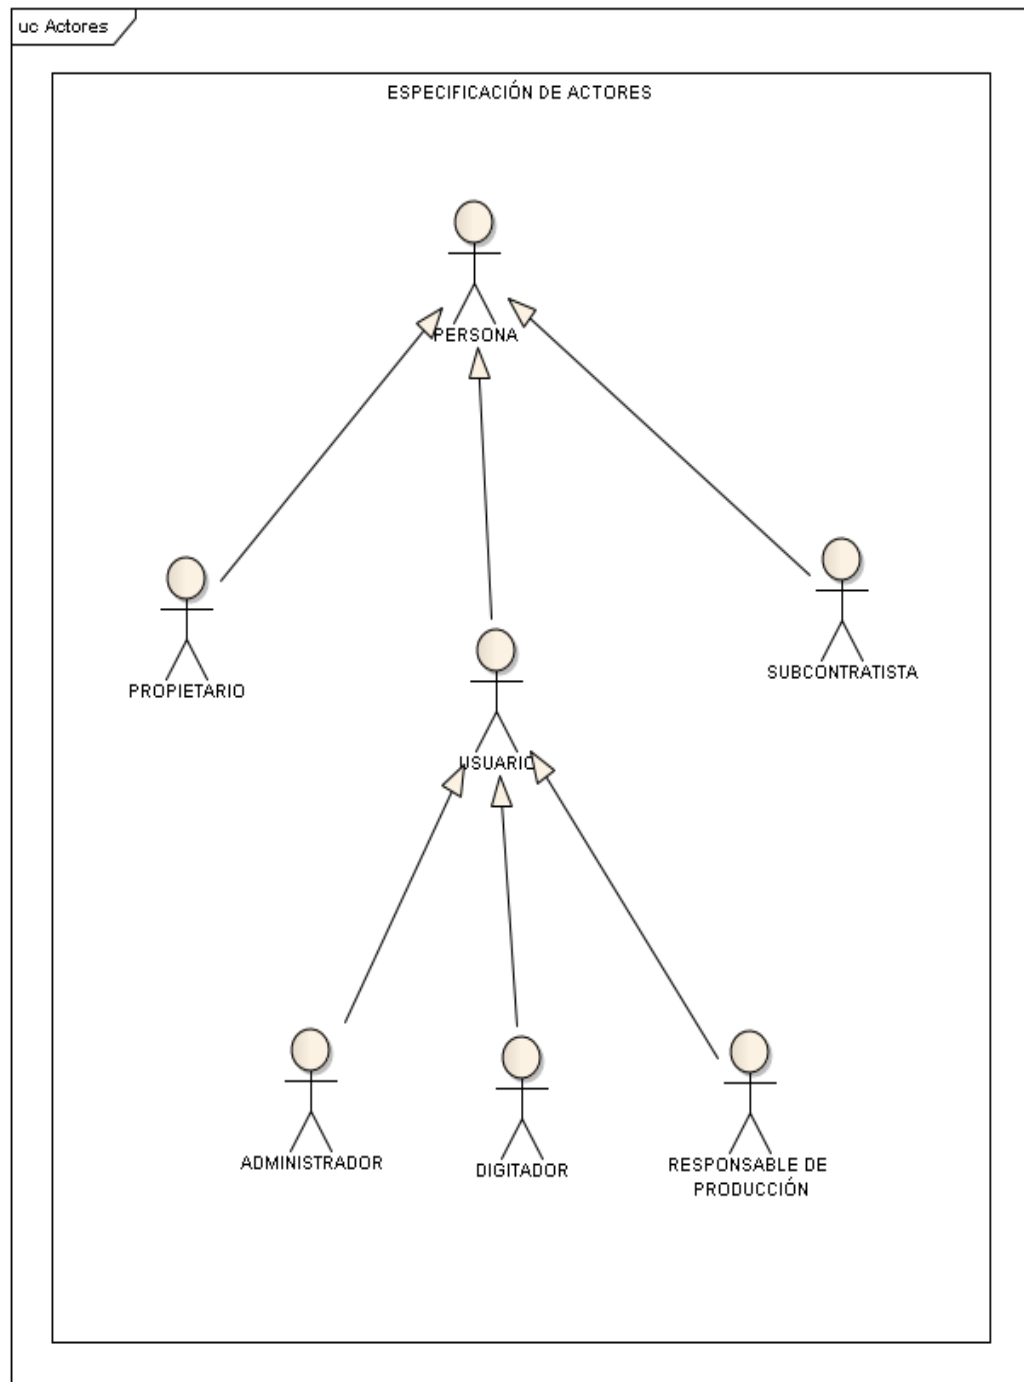 uc Actores
ESPECIFICACIÓN DE ACTORES
PERSONA
PROPIETARIO
SUBCONTRATISTA
USUARIO
ADMINISTRADOR
DIGITADOR
RESPONSABLE DE
PRODUCCIÓN